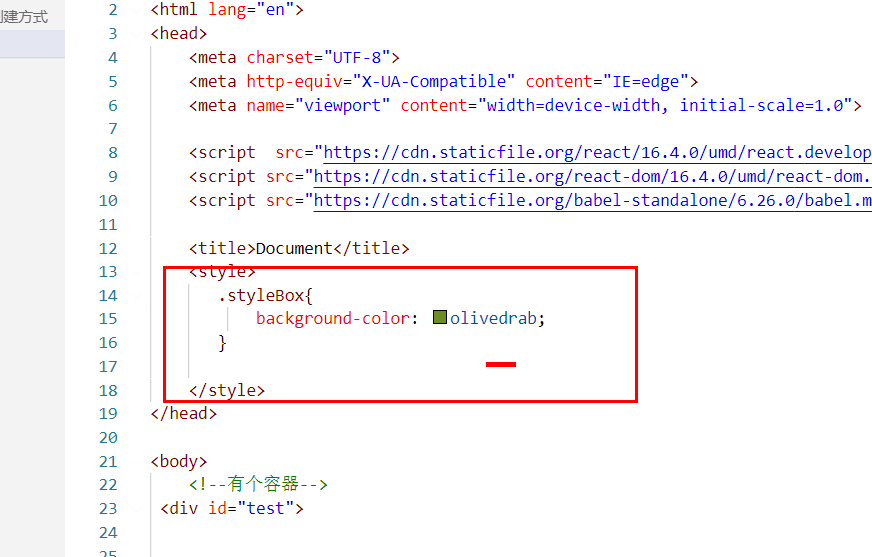 创建方式
2 <html lang="en">
3 <head>
4 <meta charset="UTF-8">
5 <meta http-equiv="X-UA-Compatible" content="IE=edge">
6 <meta name="viewport" content="width=device-width, initial-scale=1.0">
7
8 <script  src="https://cdn.staticfile.org/react/16.4.0/umd/react.develop
9 <script src="https://cdn.staticfile.org/react-dom/16.4.0/umd/react-dom.
10 <script src="https://cdn.staticfile.org/babel-standalone/6.26.0/babel.m
11
12 <title>Document</title>
13 <style>
14 .styleBox{
15 background-color: olivedrab;
16 }
17
18 </style>
19 </head>
20
21 <body>
22 <!--有个容器-->
23 <div id="test">
24
25